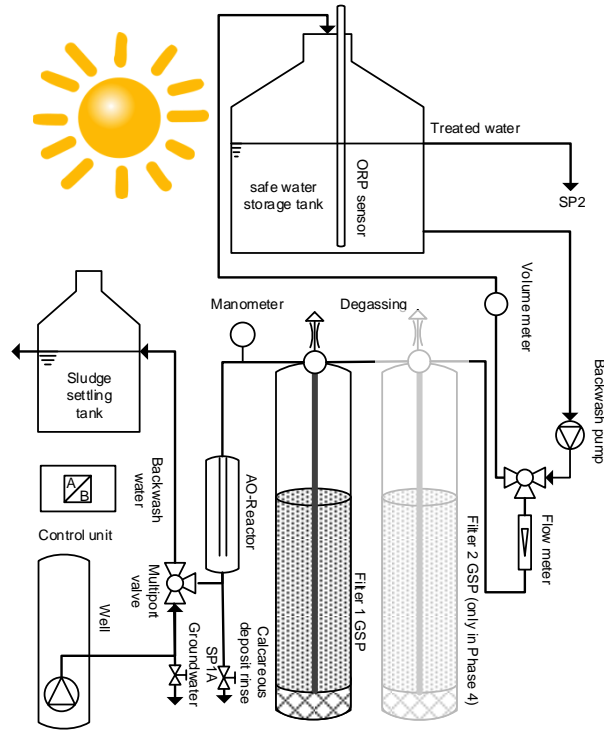 Treated water
safe water
storage tank
ORP sensor
SP2
Volume meter
Manometer
Degassing
Sludge
settling
tank
Backwash pump
Backwash
water
AO-Reactor
A
B
Control unit
Flow meter
Multiport
valve
Well
Filter 1 GSP
Filter 2 GSP (only in Phase 4)
Groundwater
SP1A
Calcareous
deposit rinse